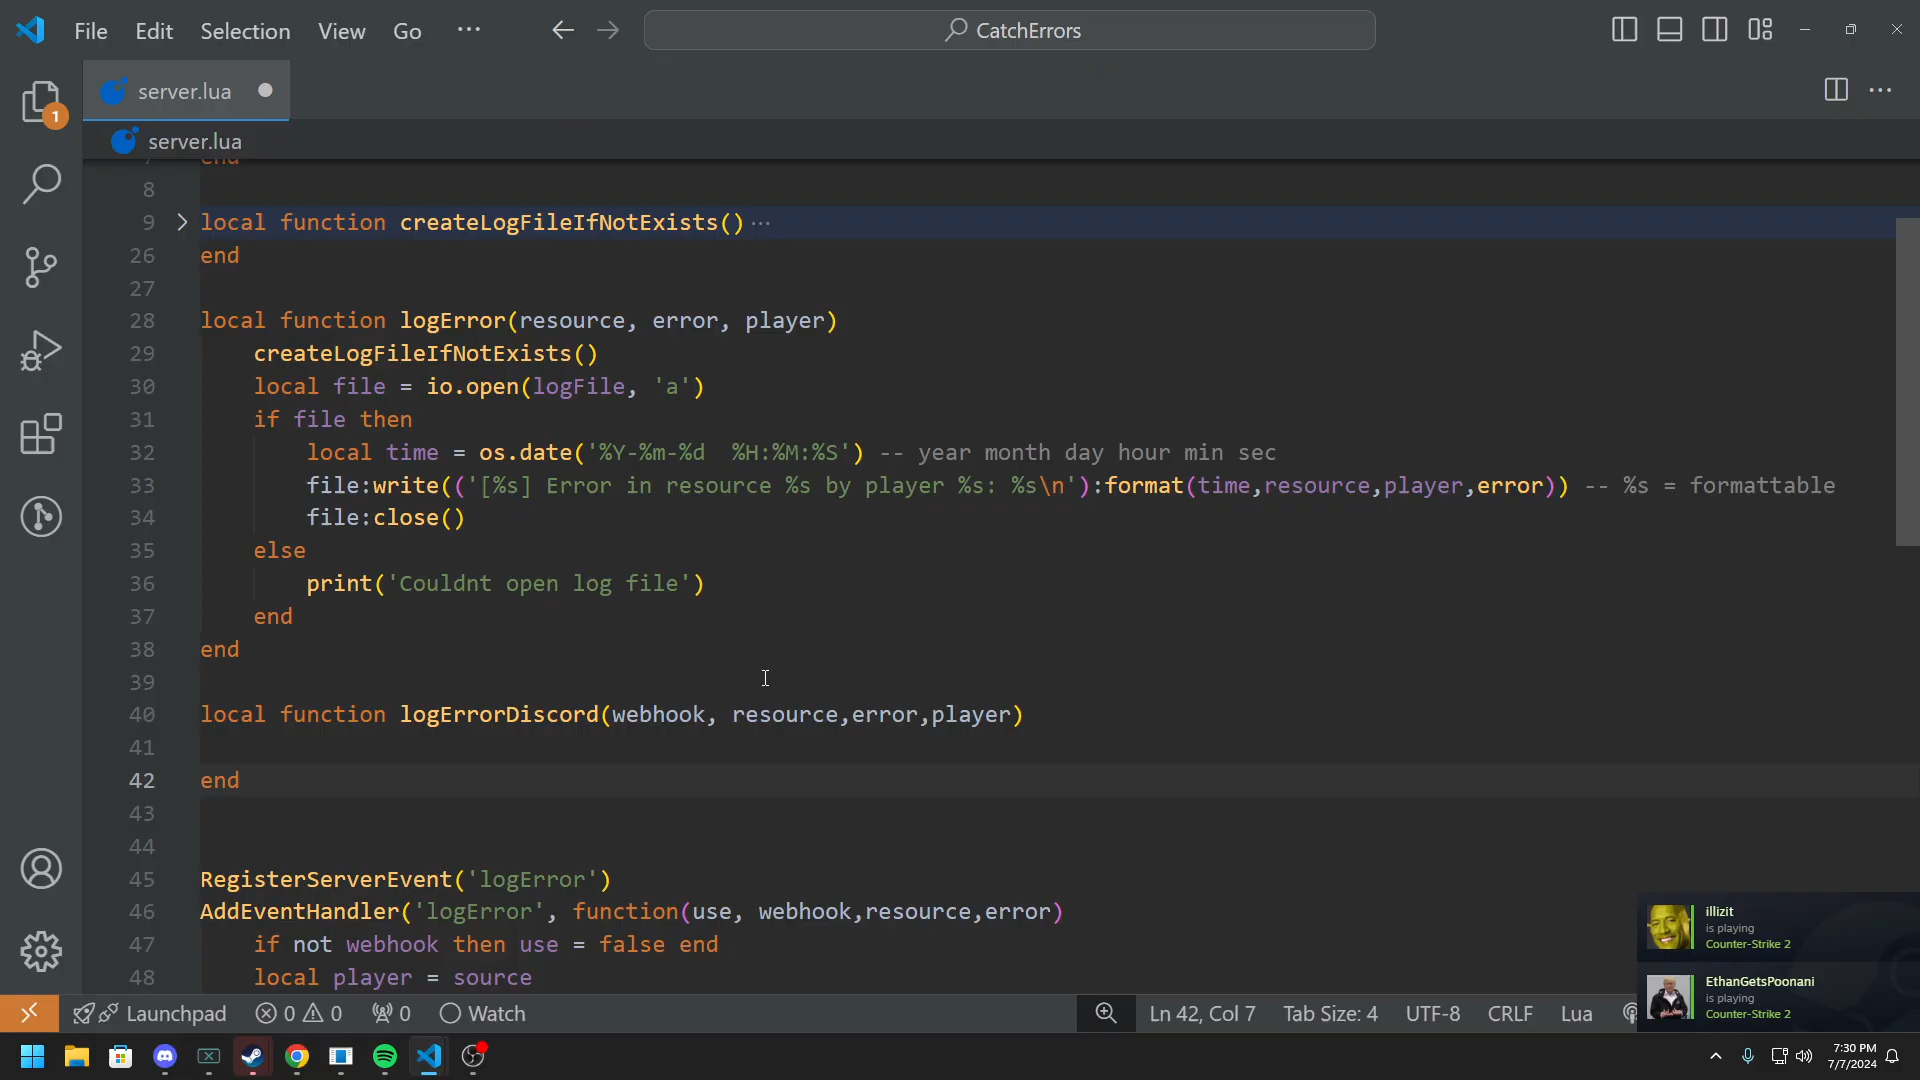 File Edit Selection View Go ··· CatchErrors
server.lua
server.lua
1
end
8
9 local function createLogFileIfNotExists()···
26 end
27
28 local function logError(resource, error, player)
29 createLogFileIfNotExists()
30 local file = io.open(logFile, 'a')
31 if file then
32 local time = os.date('%Y-%m-%d  %H:%M:%S') -- year month day hour min sec
33 file:write(('[%s] Error in resource %s by player %s: %s\n'):format(time,resource,player,error)) -- %s = formattable
34 file:close()
35 else
36 print('Couldnt open log file')
37 end
38 end
39
40 local function logErrorDiscord(webhook, resource,error,player)
41
42 end
43
44
45 RegisterServerEvent('logError')
46 AddEventHandler('logError', function(use, webhook,resource,error)
47 if not webhook then use = false end
48 local player = source
illizit
is playing
Counter-Strike 2
EthanGetsPoonani
is playing
Counter-Strike 2
Launchpad 0 0 0 Watch Ln 42, Col 7 Tab Size: 4 UTF-8 CRLF Lua
7:30 PM
7/7/2024